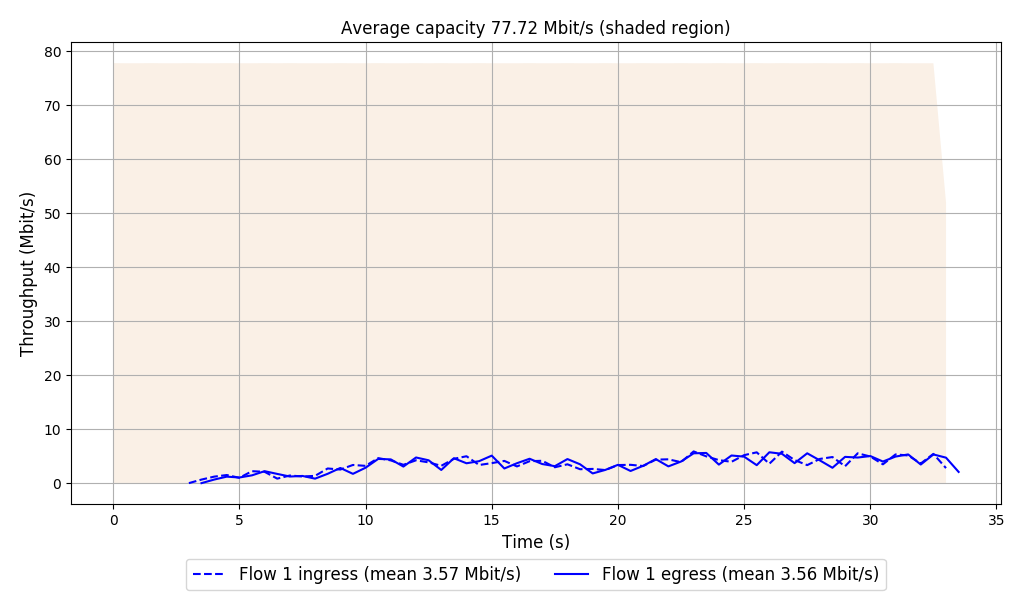 Average capacity 77.72 Mbit/s (shaded region)
Throughput (Mbit/s)
80
70
60
50
40
30
20
10
0
0 5 10 15 20 25 30 35
Time (s)
Flow 1 ingress (mean 3.57 Mbit/s) Flow 1 egress (mean 3.56 Mbit/s)